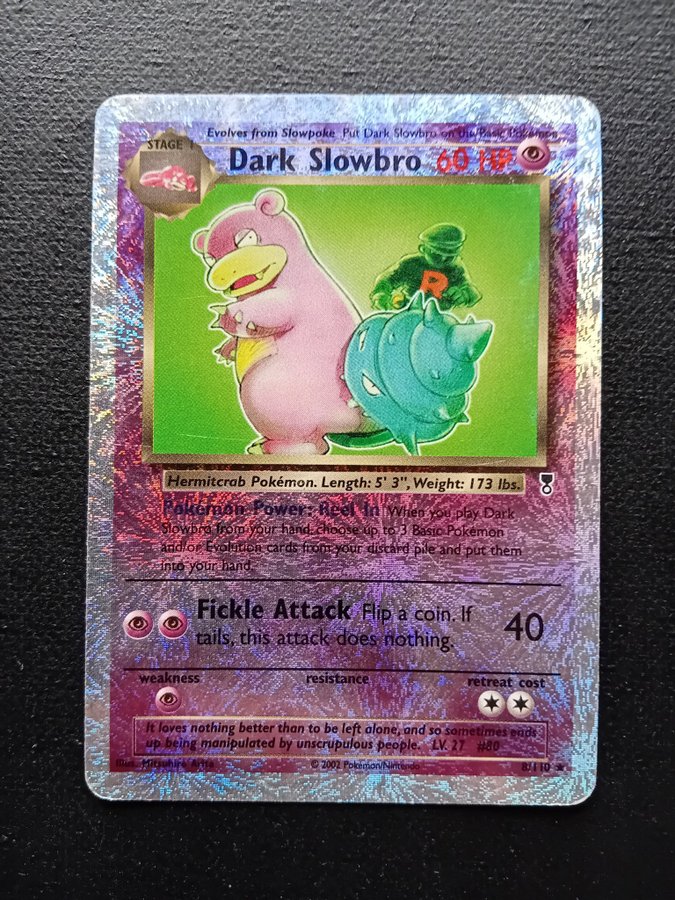 Evolves from Slowpoke Put Dark Slowbro on the Basic Pokémon
STAGE 1
Dark Slowbro 60 HP
R
Hermitcrab Pokémon. Length: 5' 3", Weight: 173 lbs.
Pokémon Power: Reel In When you play Dark
Slowbro from your hand, choose up to 3 Basic Pokémon
and/or Evolution cards from your discard pile and put them
into your hand.
Fickle Attack Flip a coin. If
tails, this attack does nothing.
40
weakness resistance retreat cost
It loves nothing better than to be left alone, and so sometimes ends
up being manipulated by unscrupulous people. LV. 27 #80
Illus. Mitsuhiro Arita © 2002 Pokémon/Nintendo 8/110 ★